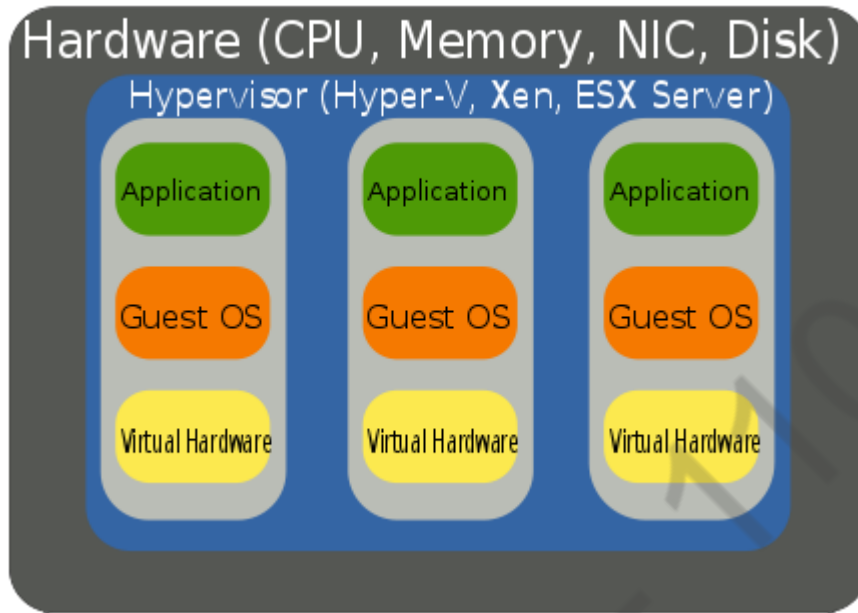 Hardware (CPU, Memory, NIC, Disk)
Hypervisor (Hyper-V, Xen, ESX Server)
Application
Application
Application
Guest OS
Guest OS
Guest OS
Virtual Hardware
Virtual Hardware
Virtual Hardware